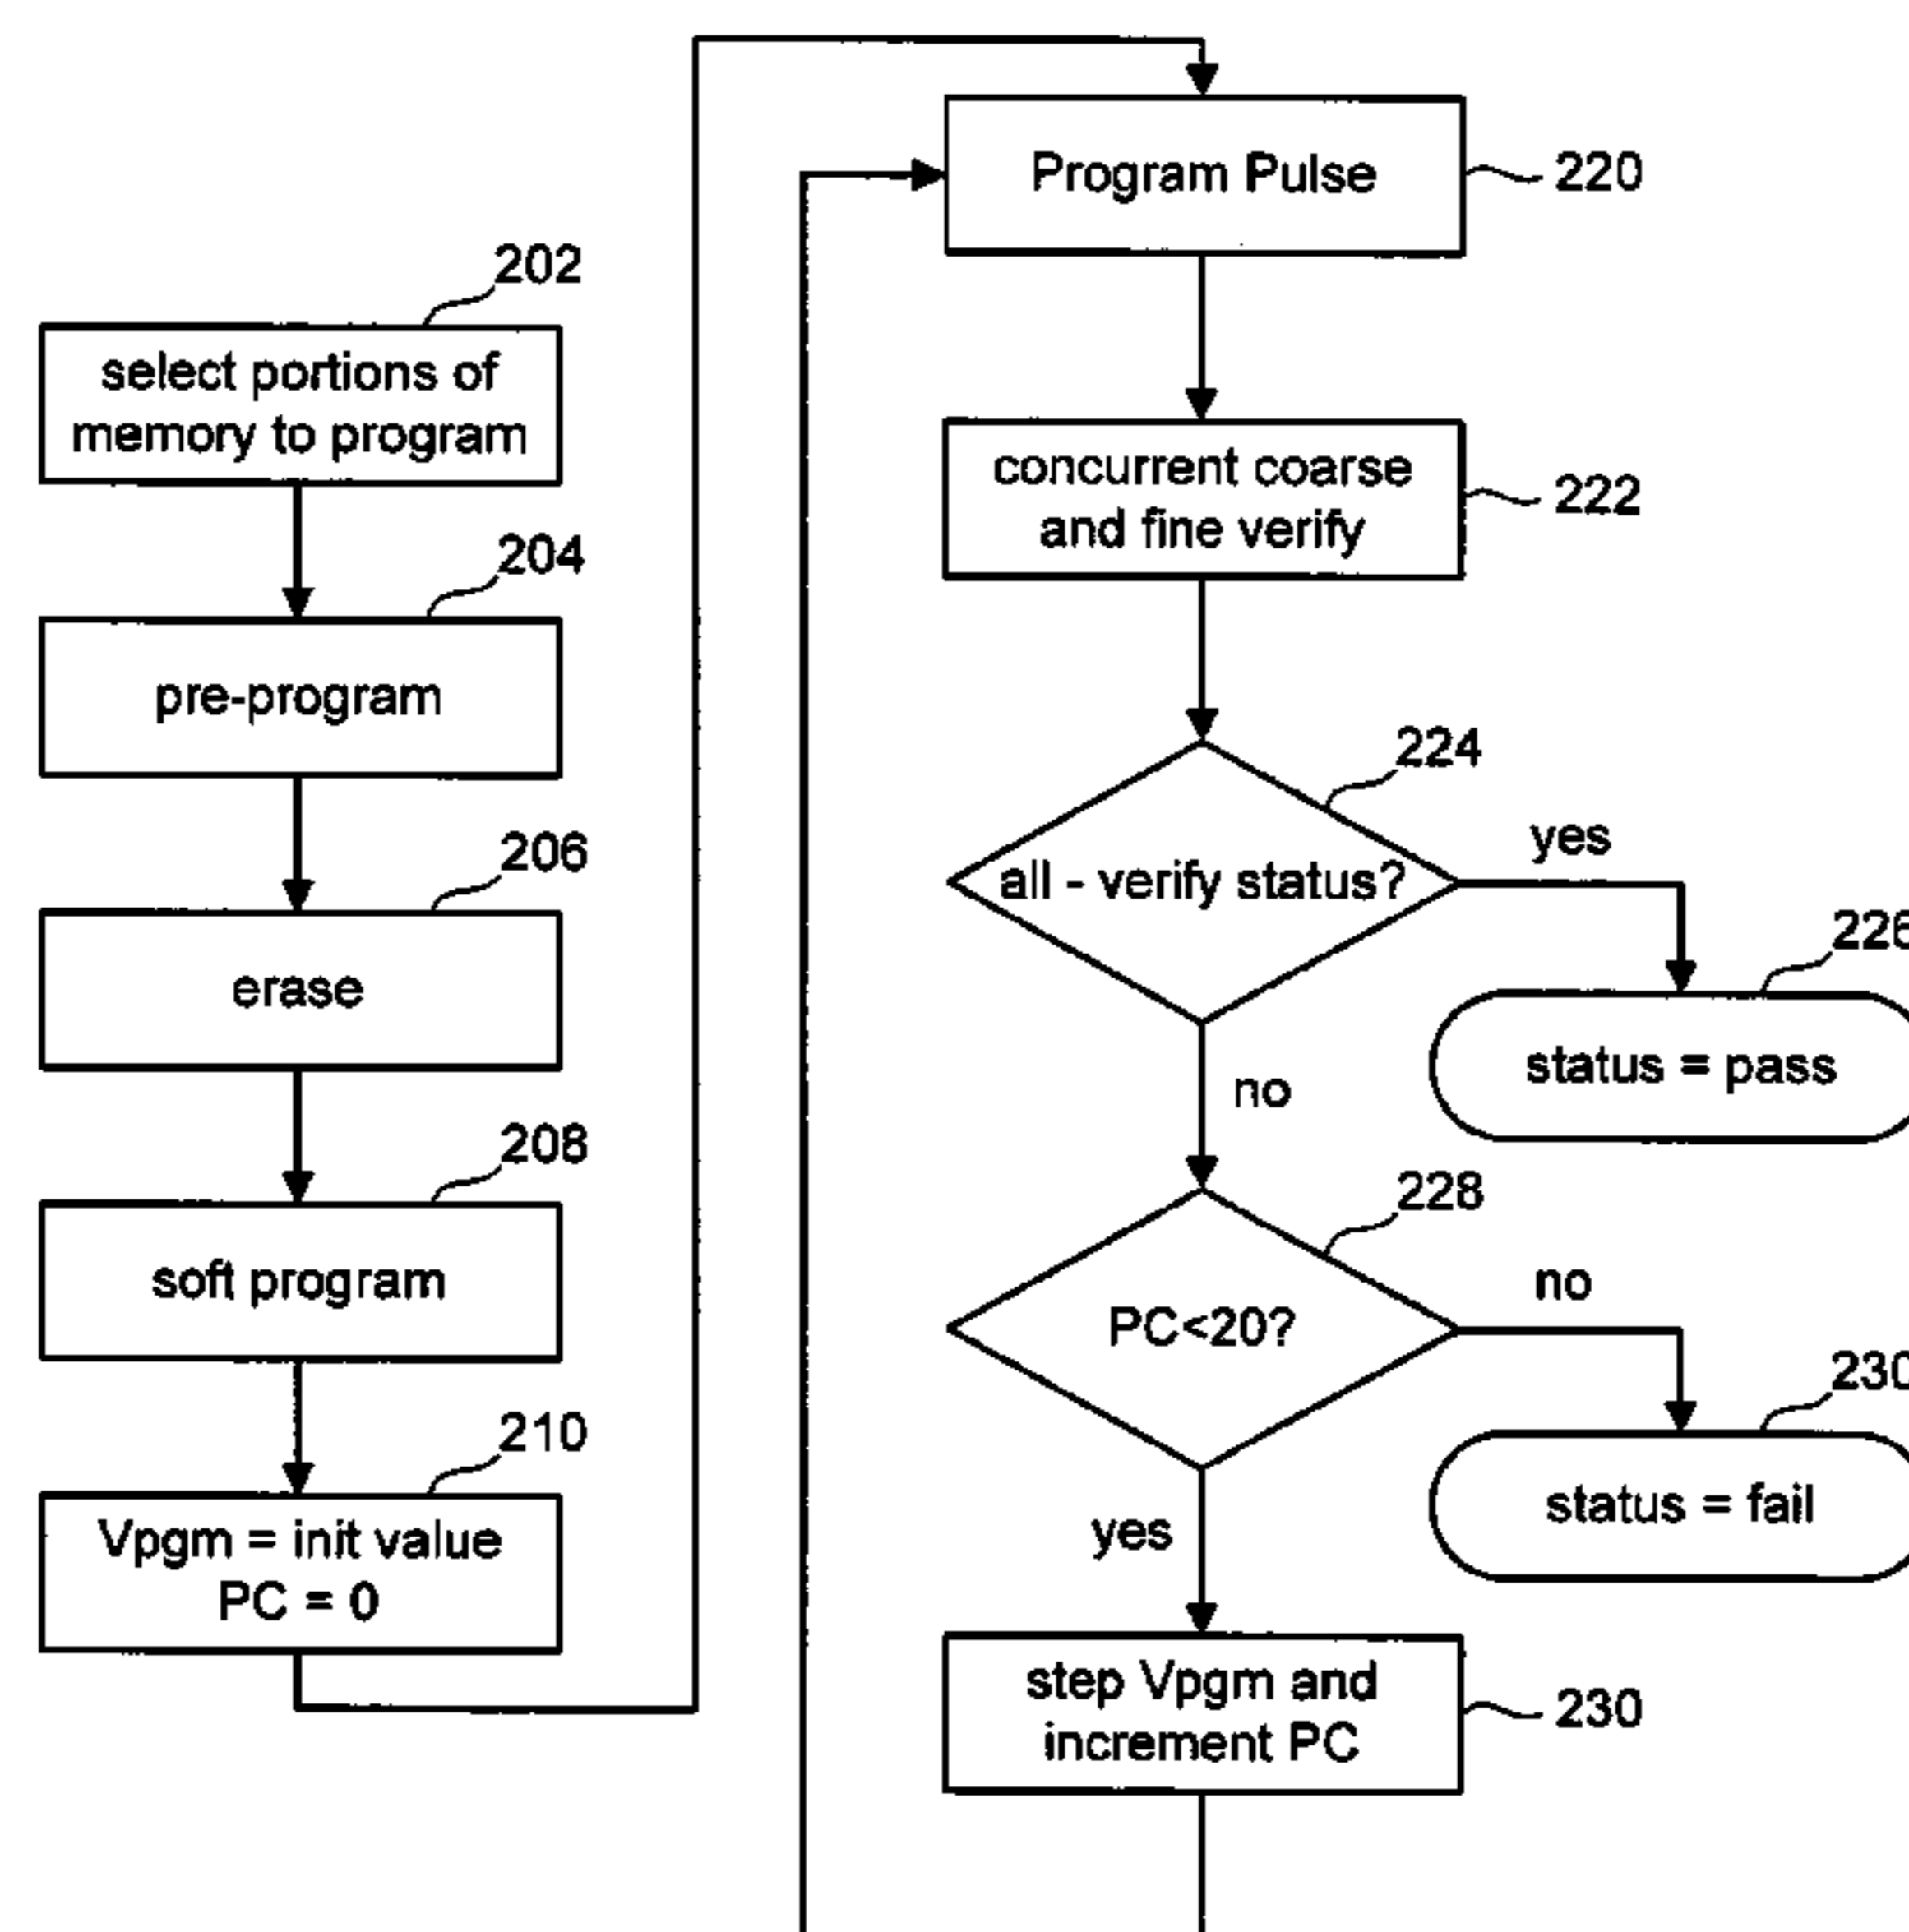 202
select portions of
memory to program
204
pre-program
206
erase
208
soft program
210
Vpgm = init value
PC = 0
Program Pulse
220
concurrent coarse
and fine verify
222
224
all - verify status?
yes
226
status = pass
no
228
PC<20?
no
230
status = fail
yes
step Vpgm and
increment PC
230